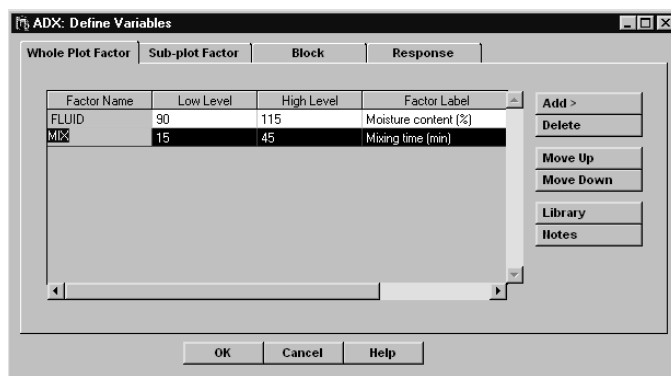 ADX: Define Variables
Whole Plot Factor Sub-plot Factor Block Response
Factor Name Low Level High Level Factor Label
FLUID 90 115 Moisture content (%)
MIX 15 45 Mixing time (min)
Add >
Delete
Move Up
Move Down
Library
Notes
OK Cancel Help